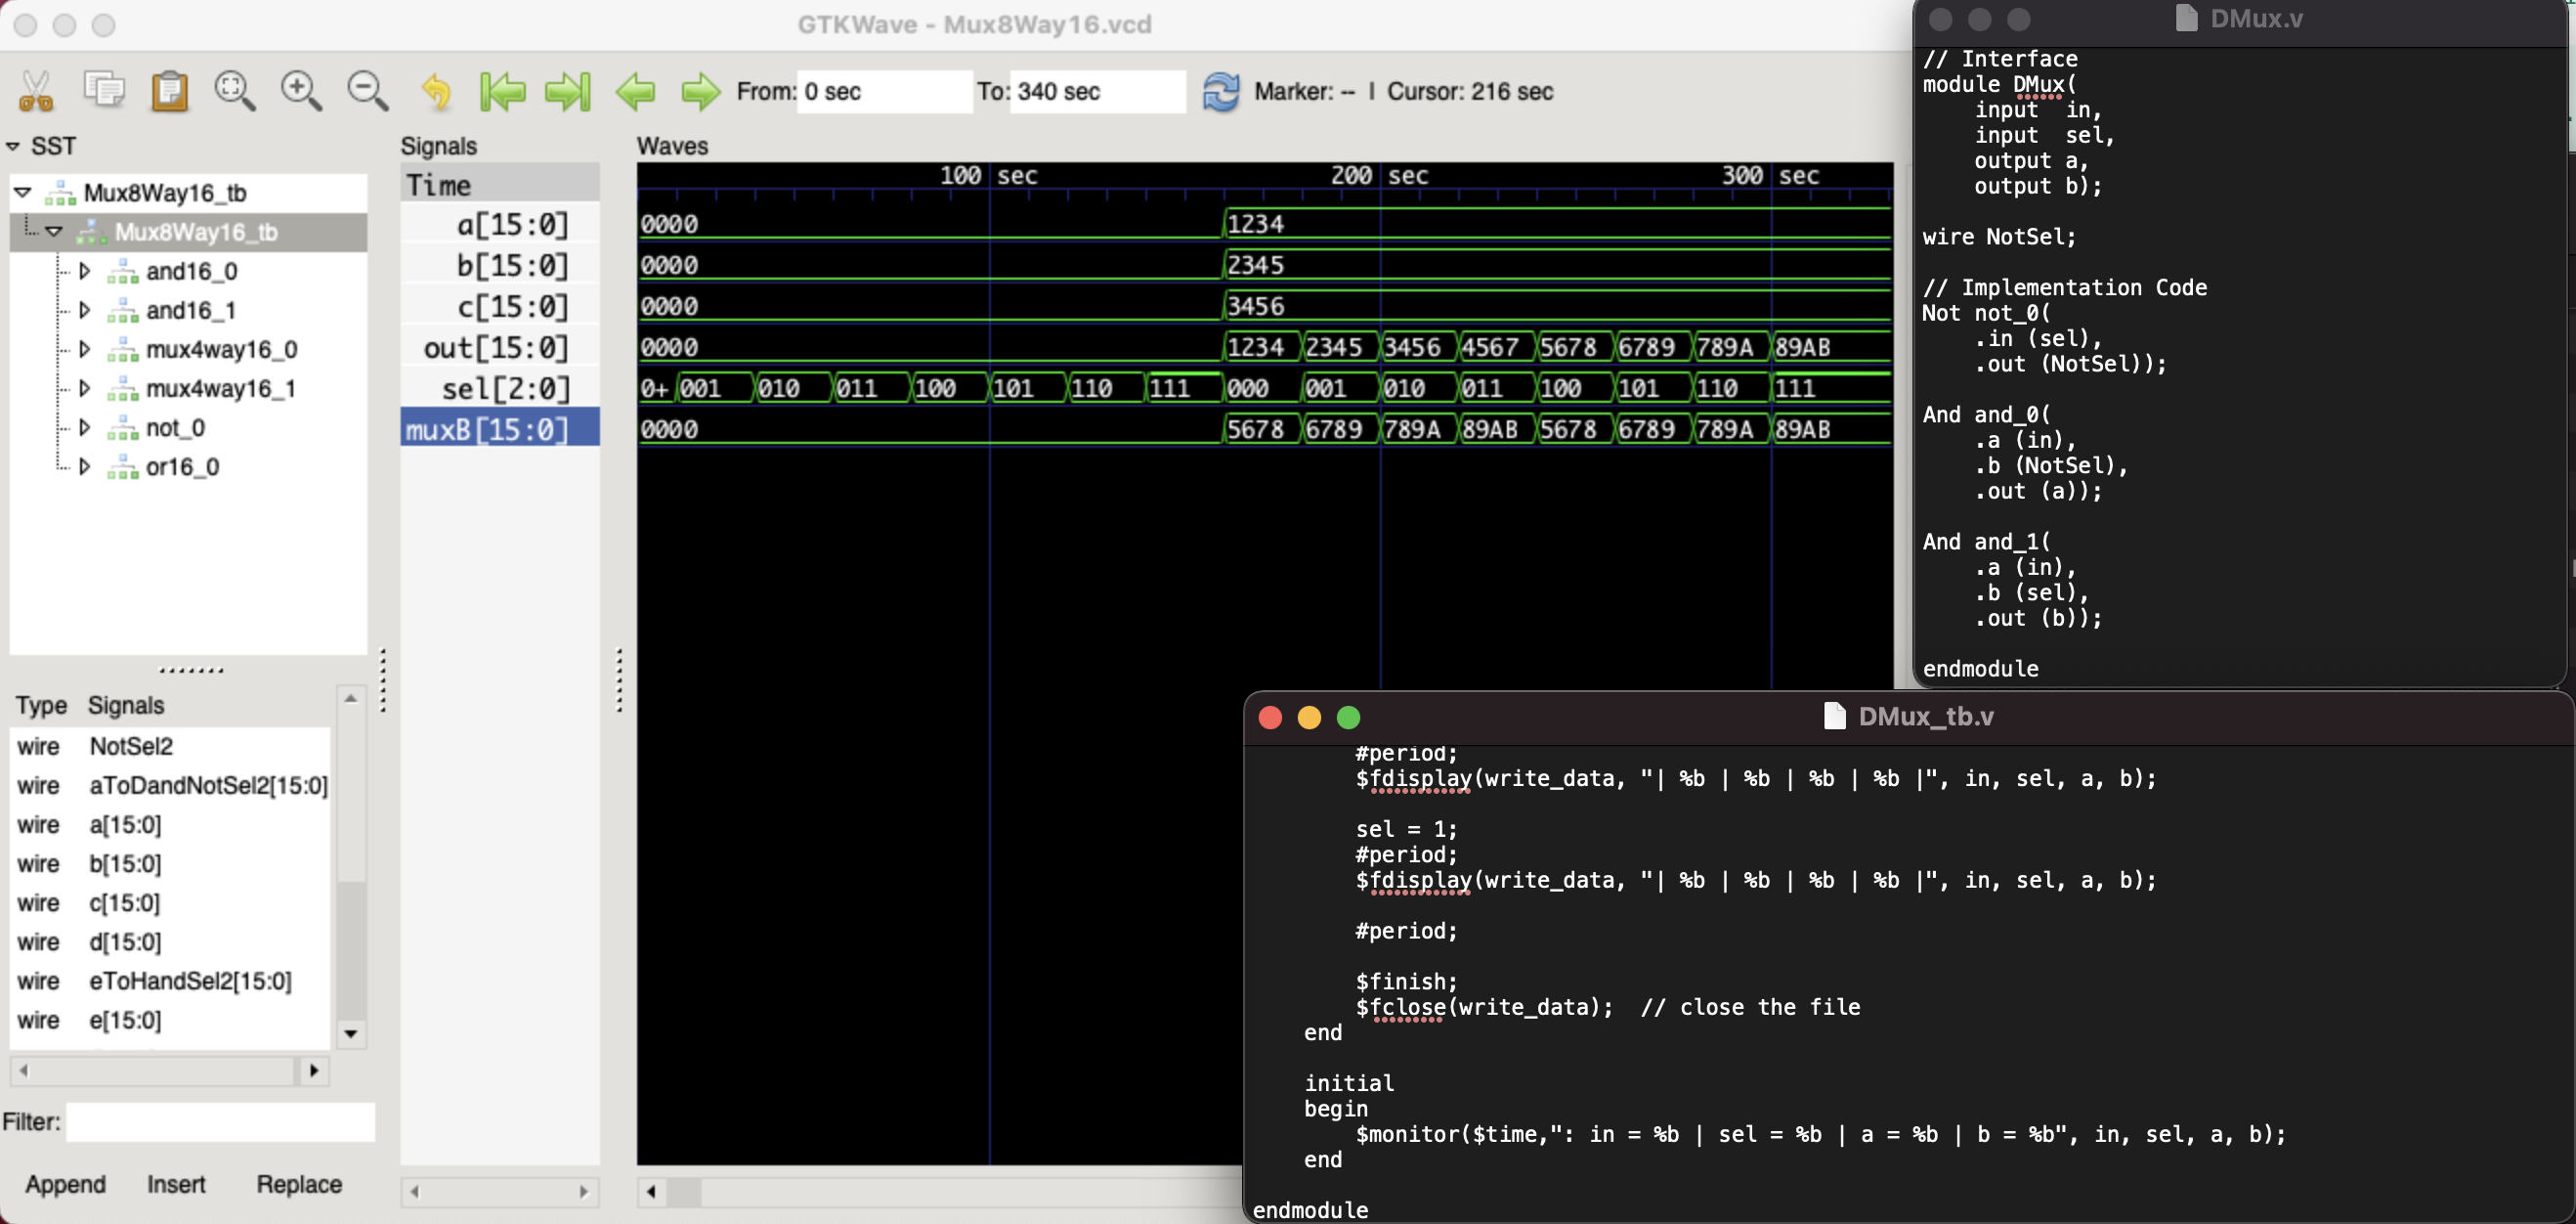 GTKWave - Mux8Way16.vcd
From: 0 sec To: 340 sec Marker: -- | Cursor: 216 sec
SST
Mux8Way16_tb
Mux8Way16_tb
and16_0
and16_1
mux4way16_0
mux4way16_1
not_0
or16_0
Type Signals
wire NotSel2
wire aToDandNotSel2[15:0]
wire a[15:0]
wire b[15:0]
wire c[15:0]
wire d[15:0]
wire eToHandSel2[15:0]
wire e[15:0]
Filter:
Append Insert Replace
Signals
Time
a[15:0]
b[15:0]
c[15:0]
out[15:0]
sel[2:0]
muxB[15:0]
Waves
100 sec 200 sec 300 sec
0000 1234
0000 2345
0000 3456
0000 1234 2345 3456 4567 5678 6789 789A 89AB
0+ 001 010 011 100 101 110 111 000 001 010 011 100 101 110 111
0000 5678 6789 789A 89AB 5678 6789 789A 89AB
DMux.v
// Interface
module DMux(
input in,
input sel,
output a,
output b);
wire NotSel;
// Implementation Code
Not not_0(
.in (sel),
.out (NotSel));
And and_0(
.a (in),
.b (NotSel),
.out (a));
And and_1(
.a (in),
.b (sel),
.out (b));
endmodule
DMux_tb.v
#period;
$fdisplay(write_data, "| %b | %b | %b | %b |", in, sel, a, b);
sel = 1;
#period;
$fdisplay(write_data, "| %b | %b | %b | %b |", in, sel, a, b);
#period;
$finish;
$fclose(write_data);  // close the file
end
initial
begin
$monitor($time,": in = %b | sel = %b | a = %b | b = %b", in, sel, a, b);
end
endmodule